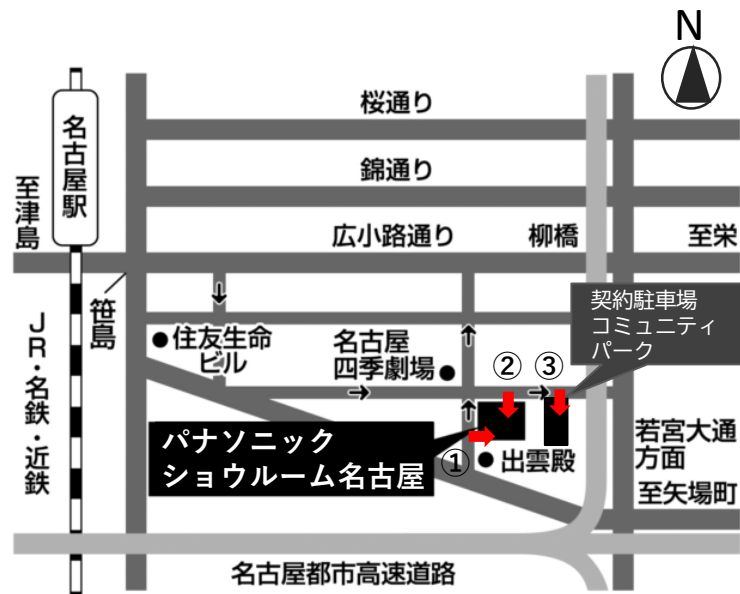 N
桜通り
名古屋駅
錦通り
至津島
広小路通り
柳橋
至栄
笹島
契約駐車場
コミュニティ
パーク
JR・名鉄・近鉄
住友生命
ビル
名古屋
四季劇場
②
③
パナソニック
ショウルーム名古屋
①
出雲殿
若宮大通
方面
至矢場町
名古屋都市高速道路